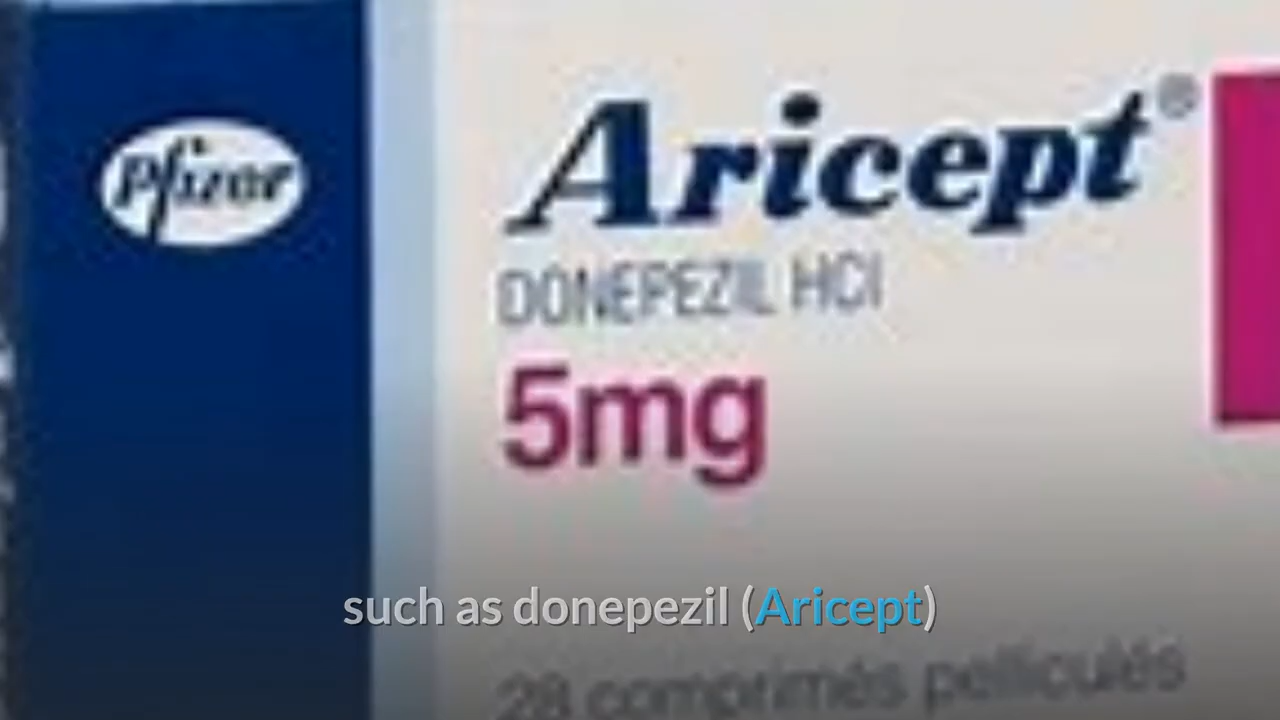 Pfizer
Aricept®
DONEPEZIL HCl
5mg
such as donepezil (Aricept)
28 comprimés pelliculés